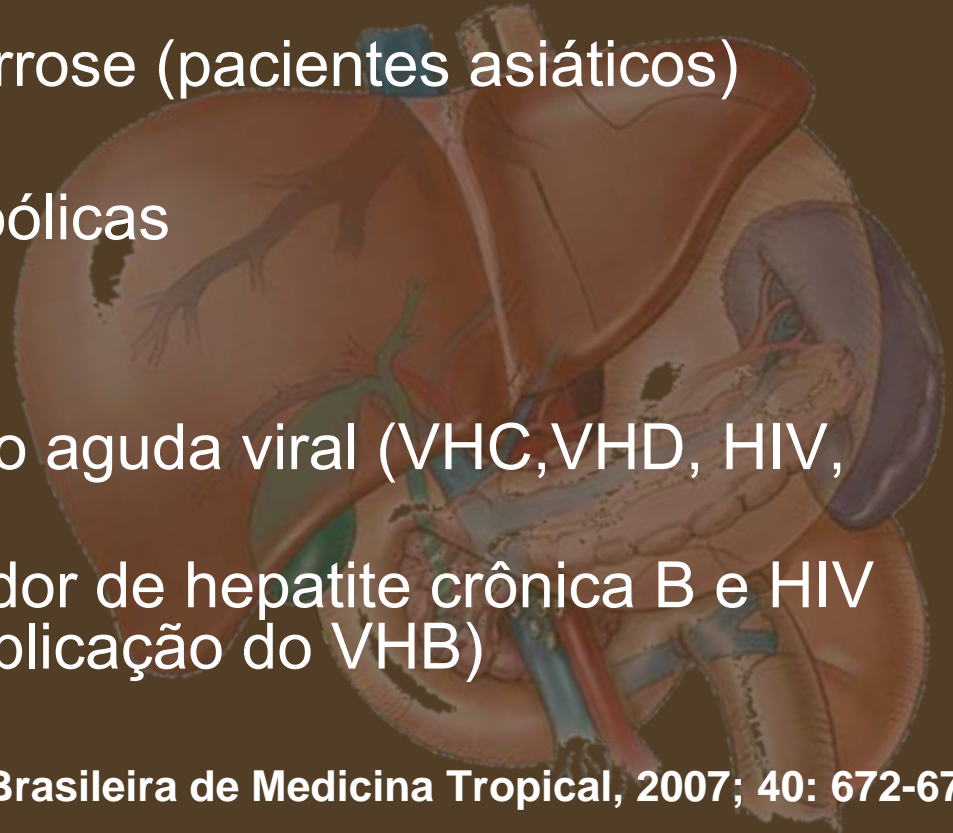 rrose (pacientes asiáticos)
bólicas
o aguda viral (VHC,VHD, HIV,
dor de hepatite crônica B e HIV
plicação do VHB)
Brasileira de Medicina Tropical, 2007; 40: 672-67